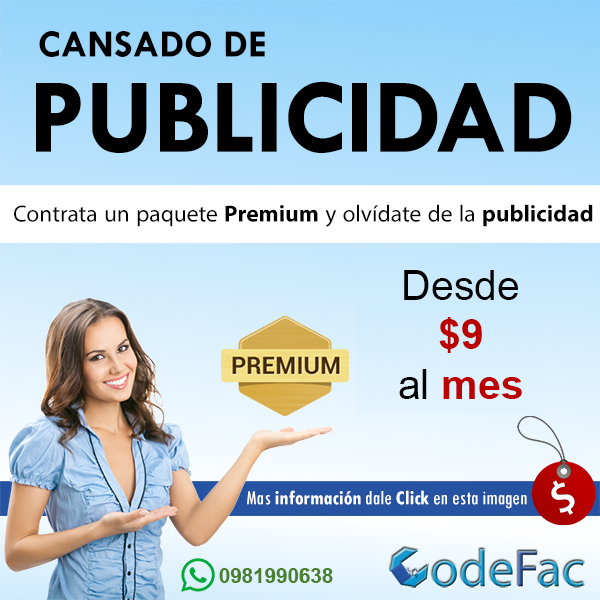 CANSADO DE
PUBLICIDAD
Contrata un paquete Premium y olvídate de la publicidad
Desde
$9
al mes
PREMIUM
Mas información dale Click en esta imagen
$
0981990638
CodeFac